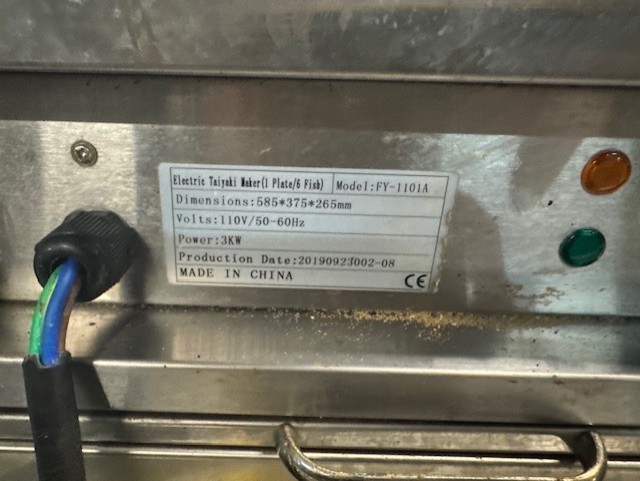 Electric Taiyaki Maker(1 Plate/6 Fish) Model:FY-1101A
Dimensions:585*375*265mm
Volts:110V/50-60Hz
Power:3KW
Production Date:20190923002-08
MADE IN CHINA CE